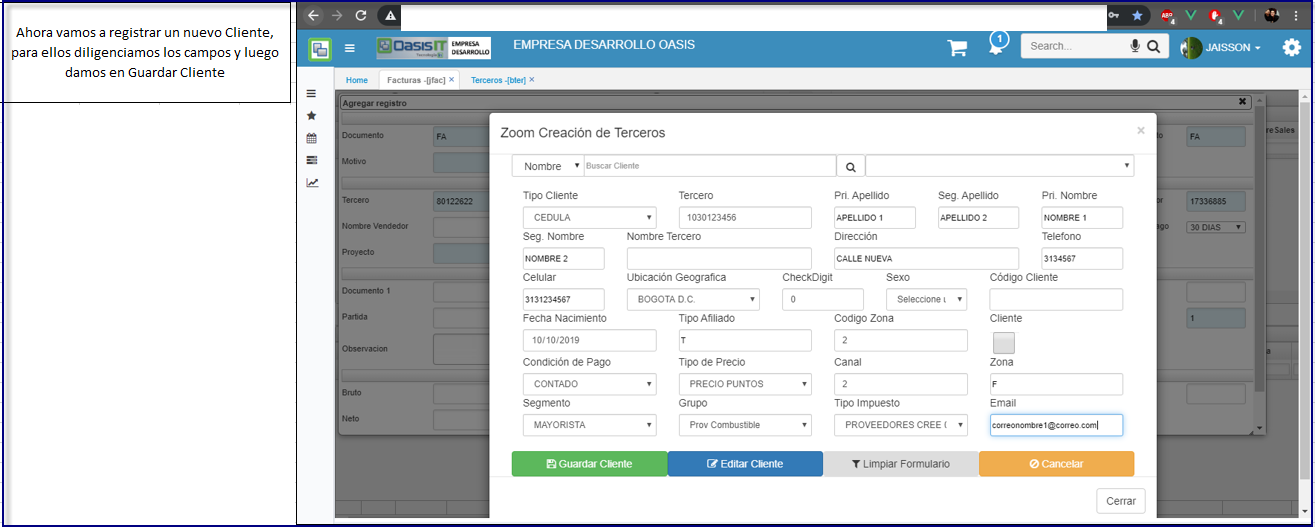 Ahora vamos a registrar un nuevo Cliente,
para ellos diligenciamos los campos y luego
damos en Guardar Cliente
OasisIT EMPRESA DESARROLLO
Tecnología
EMPRESA DESARROLLO OASIS
1
Search...
JAISSON
Home
Facturas -[jfac] ×
Terceros -[bter] ×
Agregar registro
Documento FA FA
Motivo
Tercero 80122622 17336885
Nombre Vendedor 30 DIAS
Proyecto
Documento 1
Partida 1
Observacion
Bruto
Neto
Zoom Creación de Terceros ×
Nombre Buscar Cliente
Tipo Cliente Tercero Pri. Apellido Seg. Apellido Pri. Nombre
CEDULA 1030123456 APELLIDO 1 APELLIDO 2 NOMBRE 1
Seg. Nombre Nombre Tercero Dirección Telefono
NOMBRE 2 CALLE NUEVA 3134567
Celular Ubicación Geografica CheckDigit Sexo Código Cliente
3131234567 BOGOTA D.C. 0 Seleccione u
Fecha Nacimiento Tipo Afiliado Codigo Zona Cliente
10/10/2019 T 2
Condición de Pago Tipo de Precio Canal Zona
CONTADO PRECIO PUNTOS 2 F
Segmento Grupo Tipo Impuesto Email
MAYORISTA Prov Combustible PROVEEDORES CREE correonombre1@correo.com
Guardar Cliente Editar Cliente Limpiar Formulario Cancelar
Cerrar